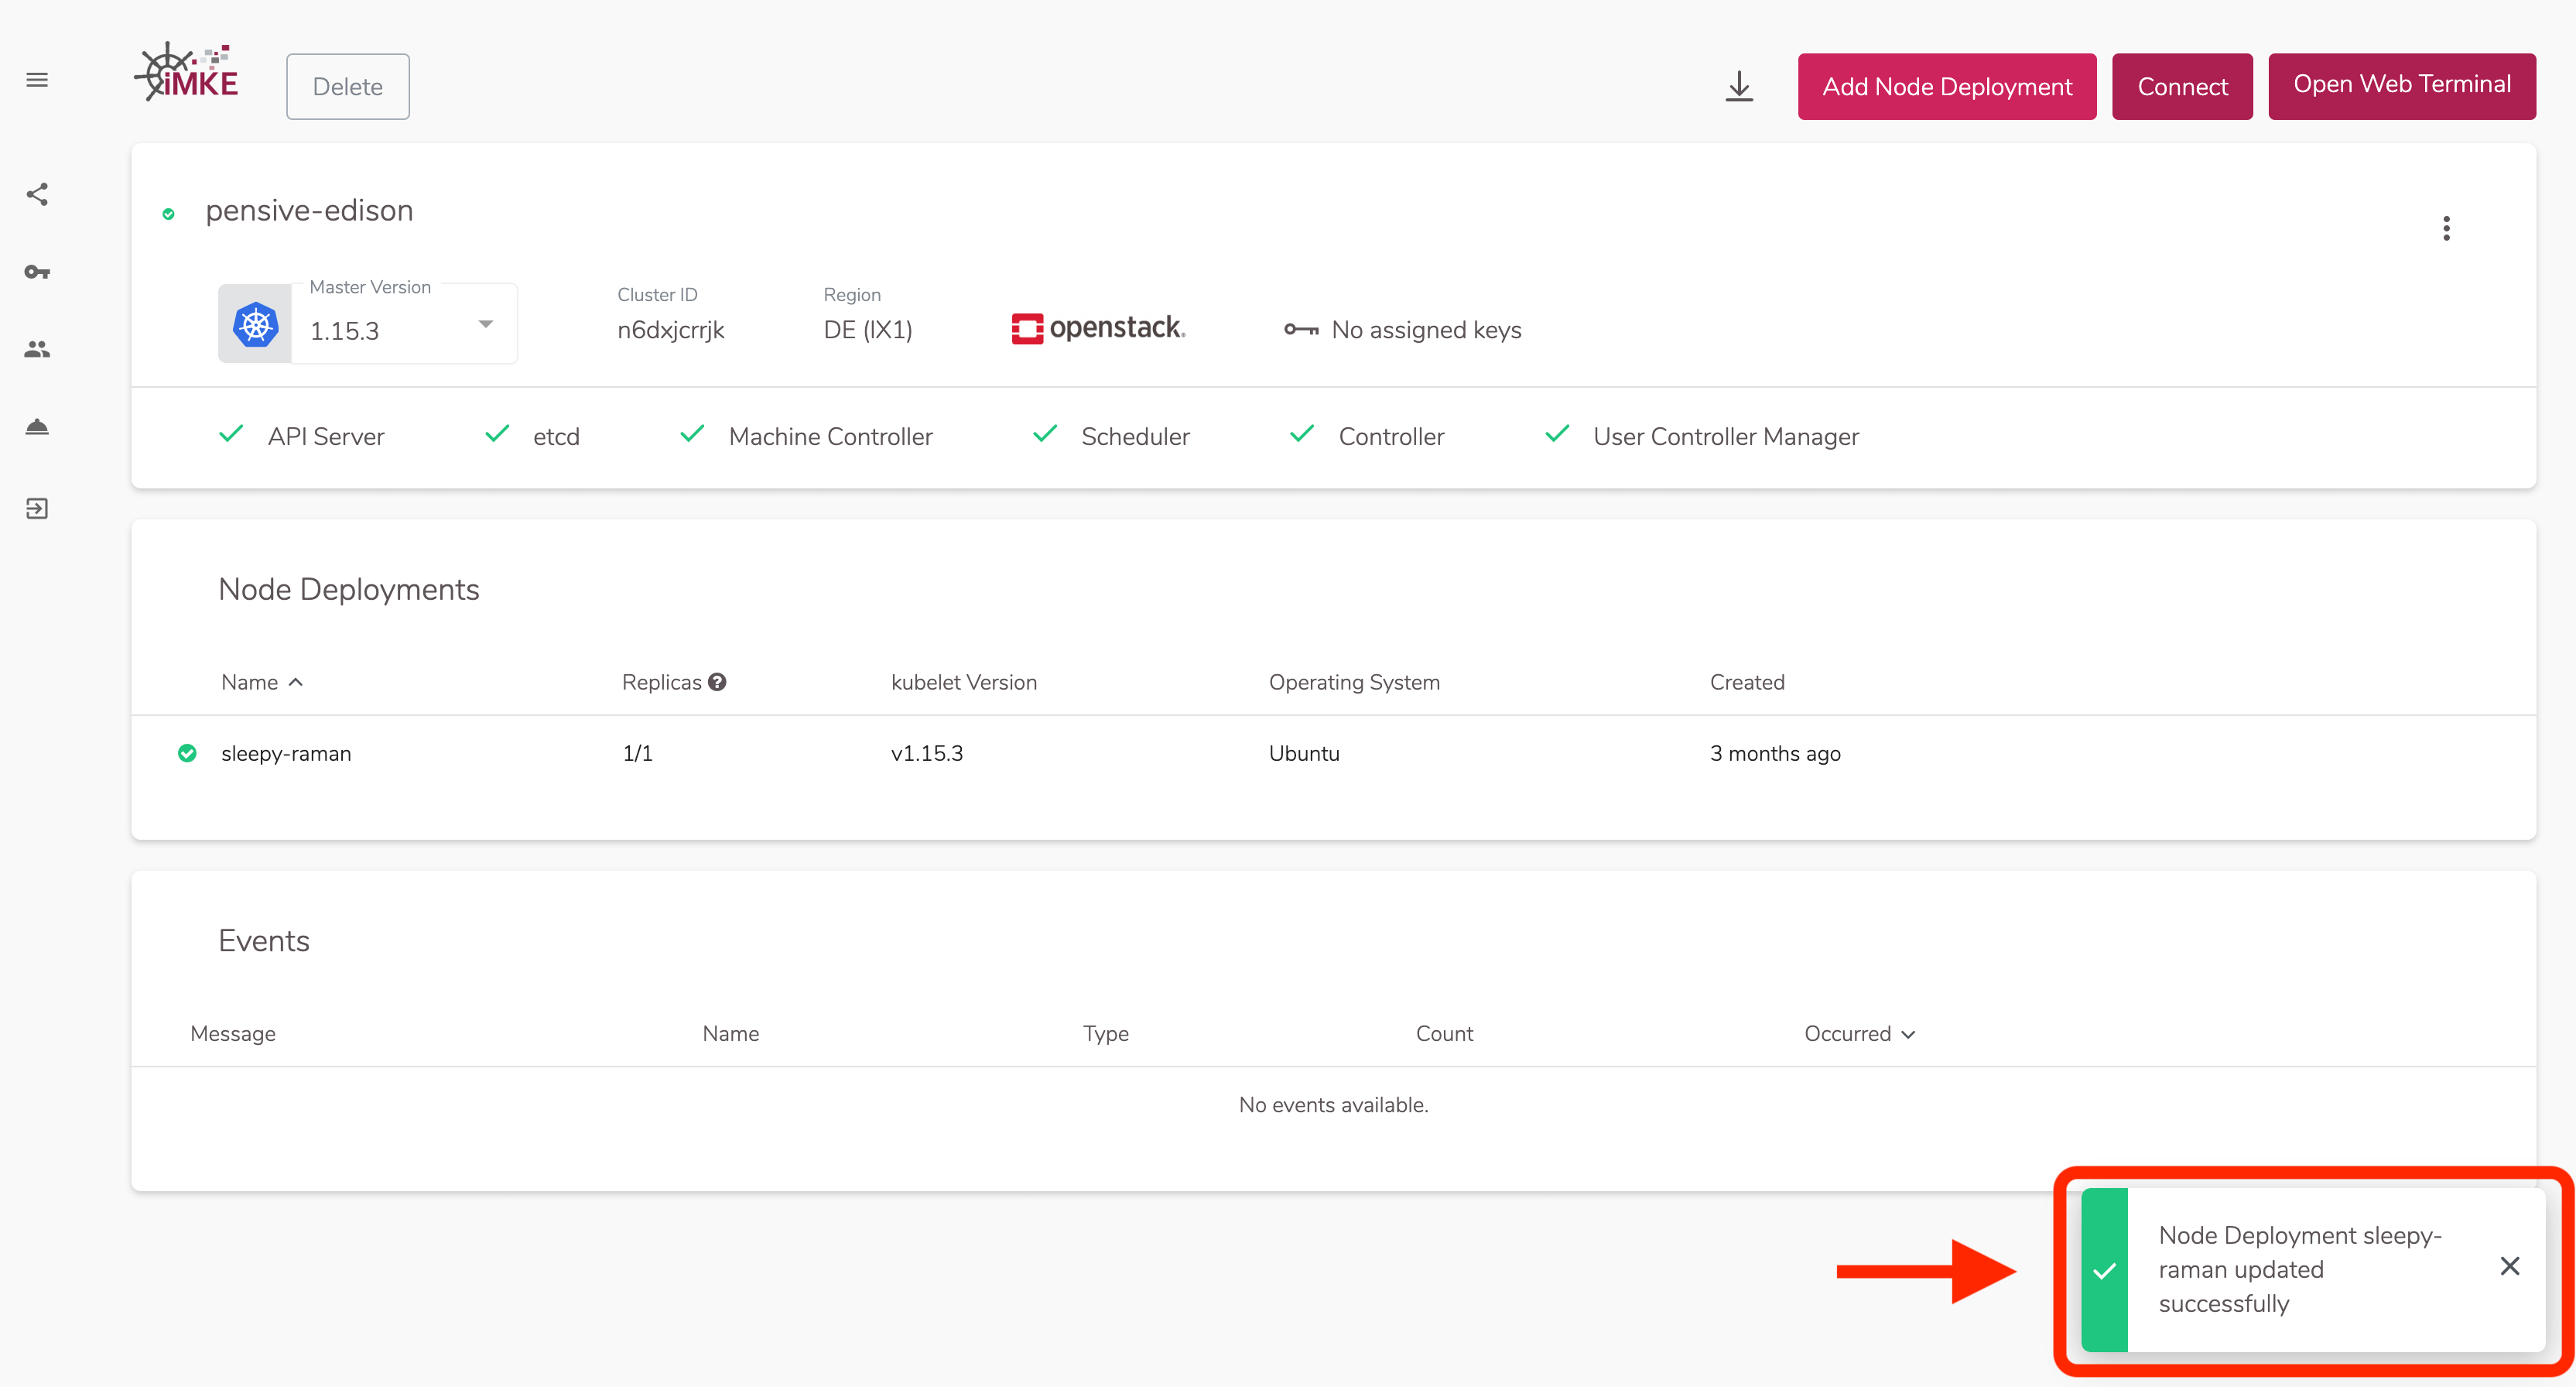 iMKE
Delete
Add Node Deployment
Connect
Open Web Terminal
pensive-edison
Master Version
1.15.3
Cluster ID
n6dxjcrrjk
Region
DE (IX1)
openstack.
No assigned keys
API Server
etcd
Machine Controller
Scheduler
Controller
User Controller Manager
Node Deployments
Name
Replicas
kubelet Version
Operating System
Created
sleepy-raman
1/1
v1.15.3
Ubuntu
3 months ago
Events
Message
Name
Type
Count
Occurred
No events available.
Node Deployment sleepy-
raman updated
successfully